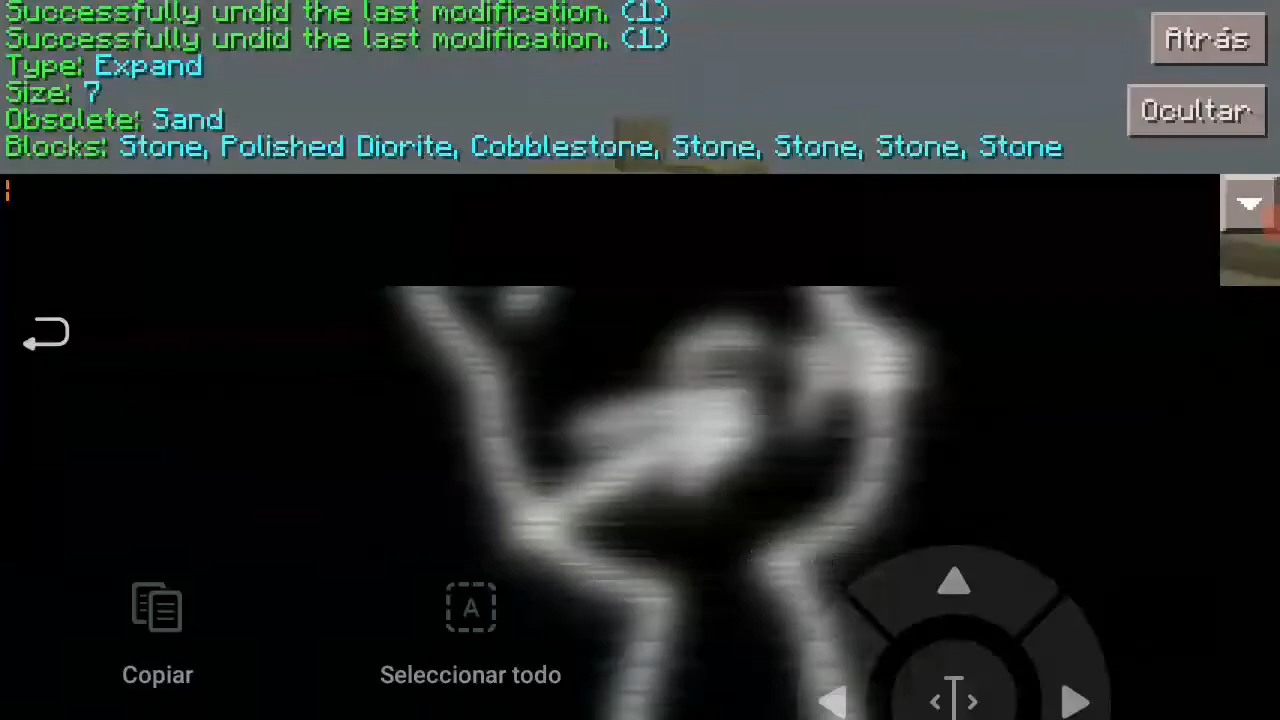 Successfully undid the last modification. (1)
Successfully undid the last modification. (1)
Type: Expand
Size: 7
Obsolete: Sand
Blocks: Stone, Polished Diorite, Cobblestone, Stone, Stone, Stone, Stone
Atrás
Ocultar
A
Copiar
Seleccionar todo